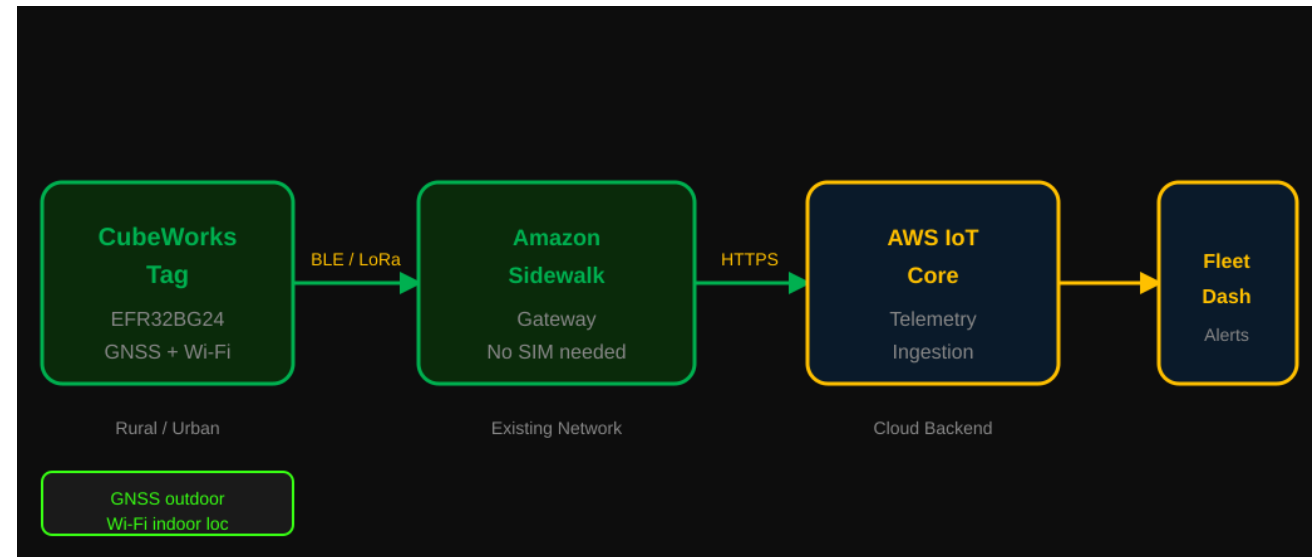 CubeWorks
Tag
EFR32BG24
GNSS + Wi-Fi
BLE / LoRa
Amazon
Sidewalk
Gateway
No SIM needed
HTTPS
AWS IoT
Core
Telemetry
Ingestion
Fleet
Dash
Alerts
Rural / Urban
Existing Network
Cloud Backend
GNSS outdoor
Wi-Fi indoor loc